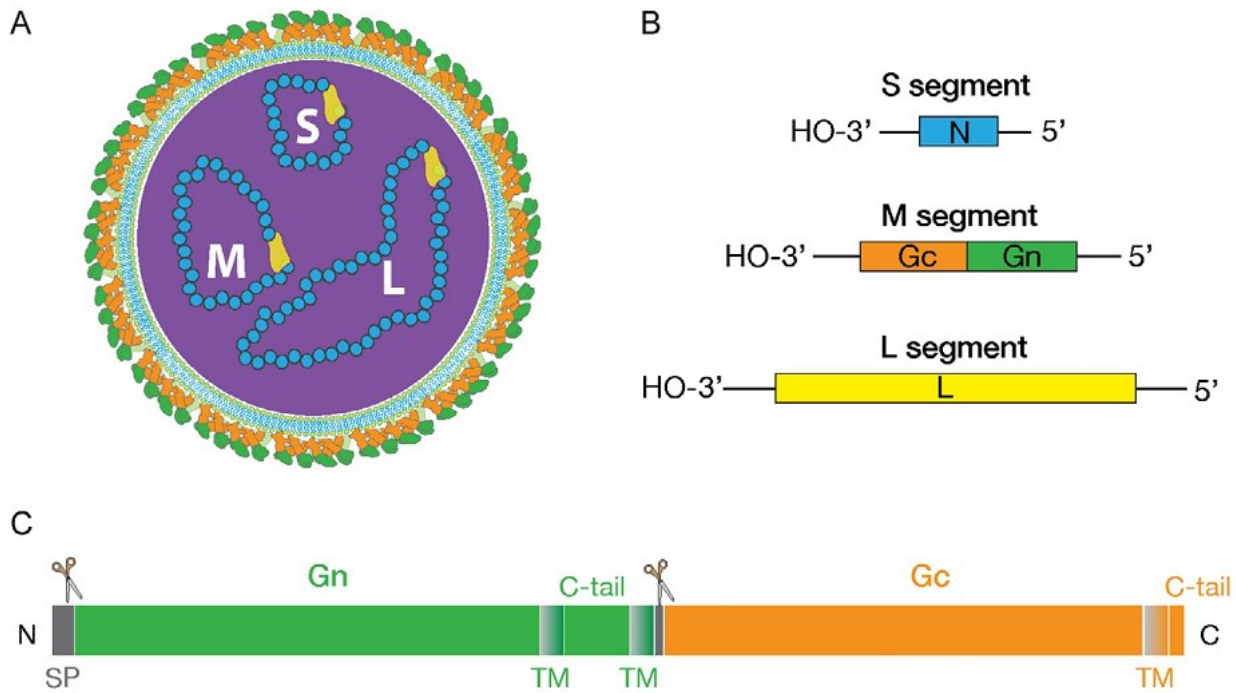 A
S
M
L
B
S segment
HO-3’ N 5’
M segment
HO-3’ Gc Gn 5’
L segment
HO-3’ L 5’
C
Gn C-tail Gc C-tail
N C
SP TM TM TM